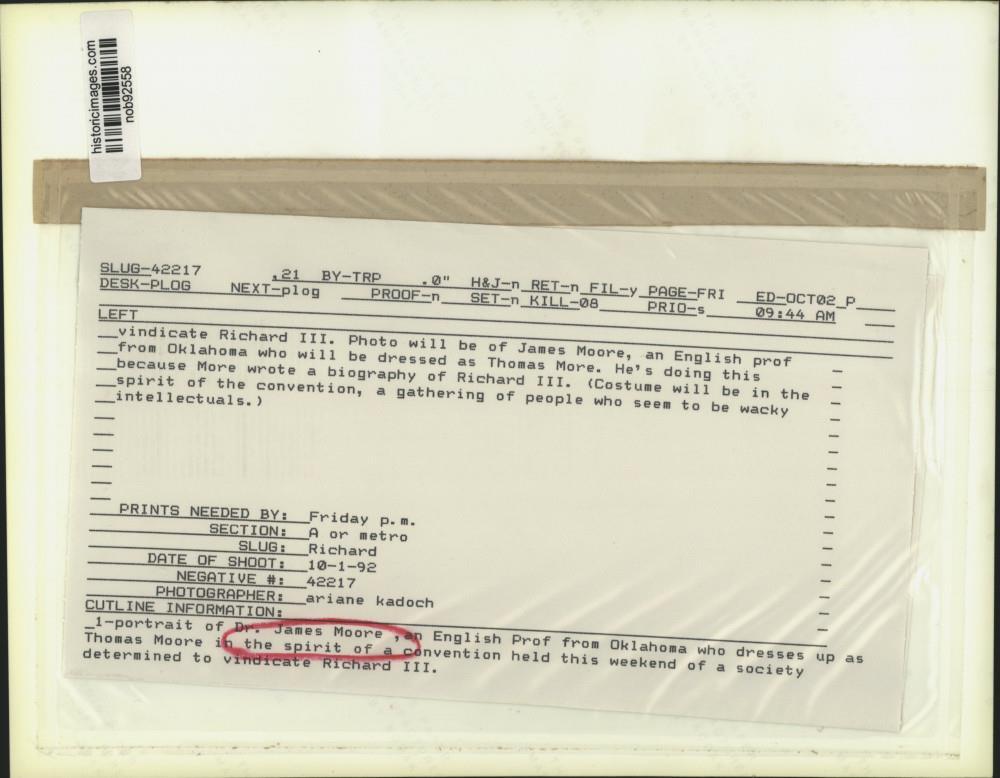 historicimages.com
nob92558
SLUG-42217 .21 BY-TRP .0" H&J-n RET-n FIL-y PAGE-FRI ED-OCT02 P
DESK-PLOG NEXT-plog PROOF-n SET-n KILL-08 PRIO-s 09:44 AM
LEFT
vindicate Richard III. Photo will be of James Moore, an English prof
from Oklahoma who will be dressed as Thomas More. He's doing this
because More wrote a biography of Richard III. (Costume will be in the
spirit of the convention, a gathering of people who seem to be wacky
intellectuals.)
PRINTS NEEDED BY: Friday p.m.
SECTION: A or metro
SLUG: Richard
DATE OF SHOOT: 10-1-92
NEGATIVE #: 42217
PHOTOGRAPHER: ariane kadoch
CUTLINE INFORMATION:
1-portrait of Dr. James Moore ,an English Prof from Oklahoma who dresses up as
Thomas Moore in the spirit of a convention held this weekend of a society
determined to vindicate Richard III.